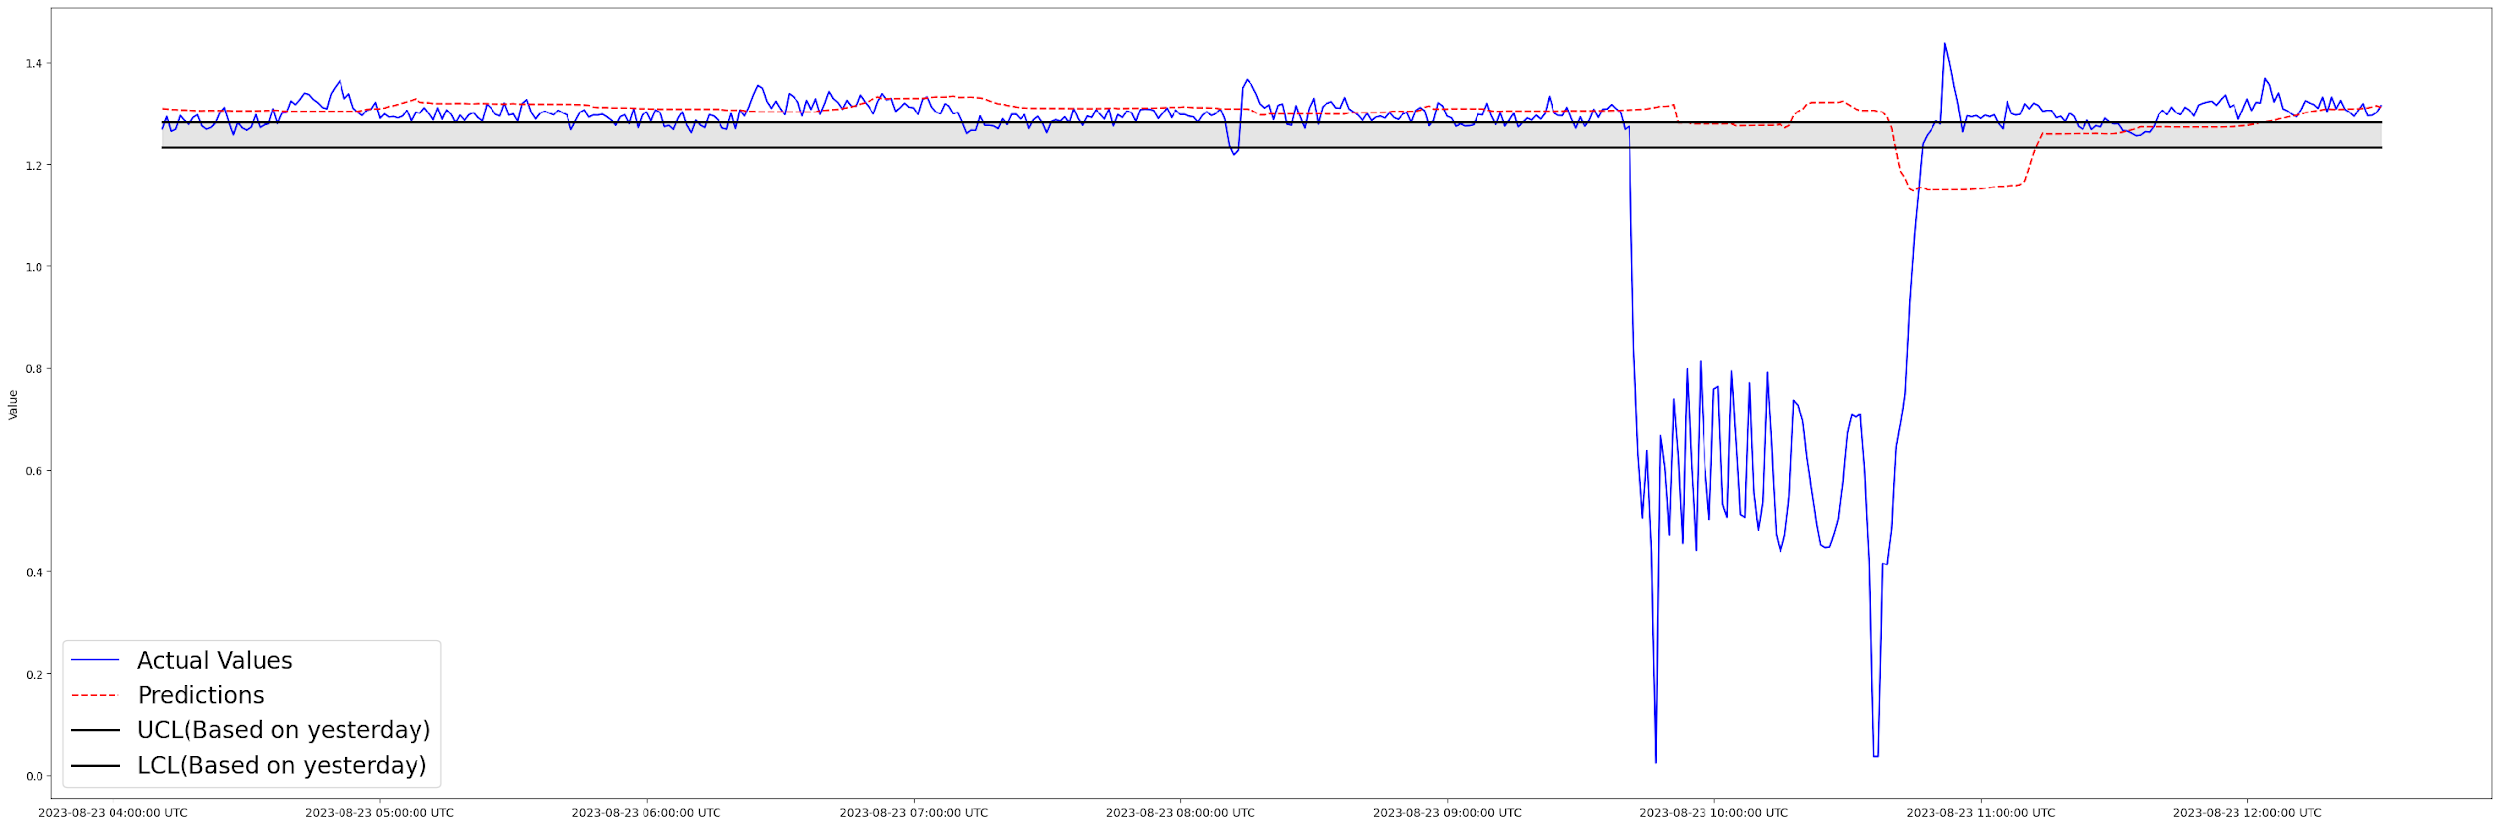 1.4
1.2
1.0
0.8
0.6
0.4
0.2
0.0
Value
Actual Values
Predictions
UCL(Based on yesterday)
LCL(Based on yesterday)
2023-08-23 04:00:00 UTC
2023-08-23 05:00:00 UTC
2023-08-23 06:00:00 UTC
2023-08-23 07:00:00 UTC
2023-08-23 08:00:00 UTC
2023-08-23 09:00:00 UTC
2023-08-23 10:00:00 UTC
2023-08-23 11:00:00 UTC
2023-08-23 12:00:00 UTC